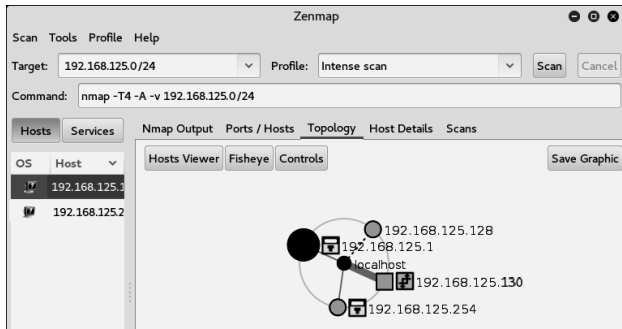 Zenmap
Scan Tools Profile Help
Target: 192.168.125.0/24 Profile: Intense scan Scan Cancel
Command: nmap -T4 -A -v 192.168.125.0/24
Hosts Services Nmap Output Ports / Hosts Topology Host Details Scans
OS Host Hosts Viewer Fisheye Controls Save Graphic
192.168.125.1
192.168.125.2
192.168.125.128
192.168.125.1
localhost
192.168.125.130
192.168.125.254